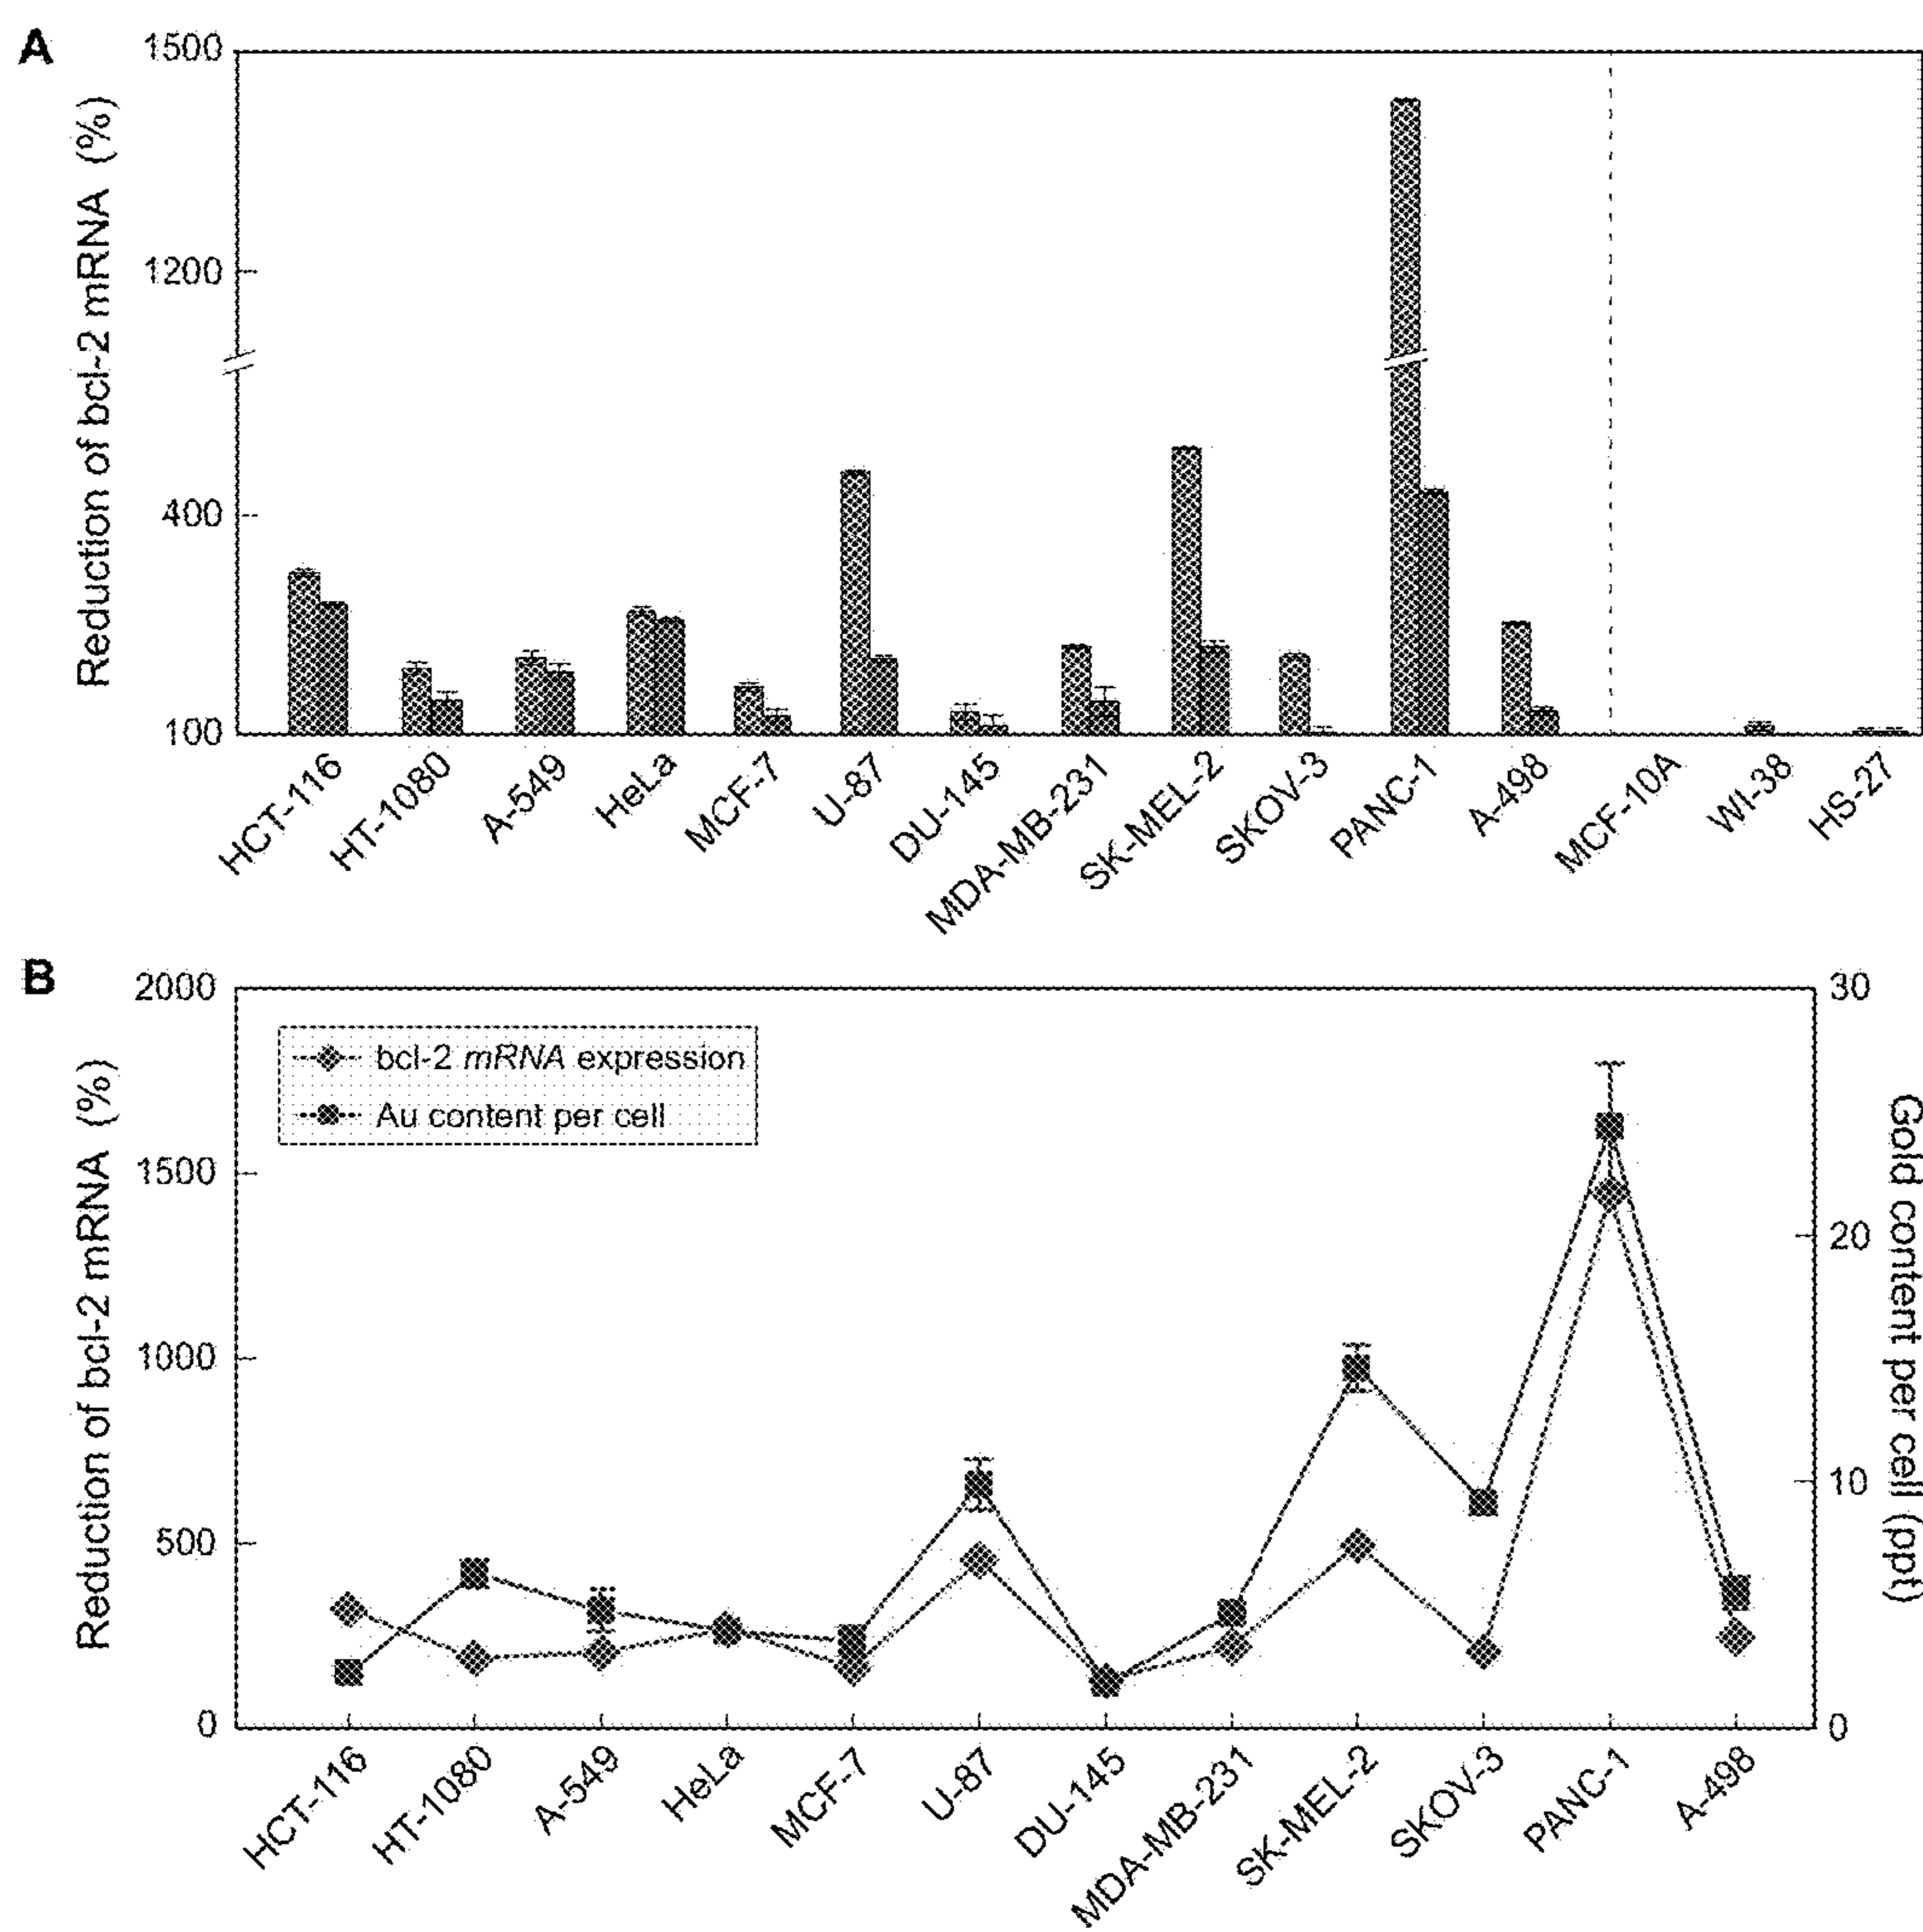 A
Reduction of bcl-2 mRNA (%)
1500
1200
400
100
HCT-116
HT-1080
A-549
HeLa
MCF-7
U-87
DU-145
MDA-MB-231
SK-MEL-2
SKOV-3
PANC-1
A-498
MCF-10A
WI-38
HS-27
B
Reduction of bcl-2 mRNA (%)
2000
1500
1000
500
0
bcl-2 mRNA expression
Au content per cell
30
20
10
0
Gold content per cell (ppt)
HCT-116
HT-1080
A-549
HeLa
MCF-7
U-87
DU-145
MDA-MB-231
SK-MEL-2
SKOV-3
PANC-1
A-498